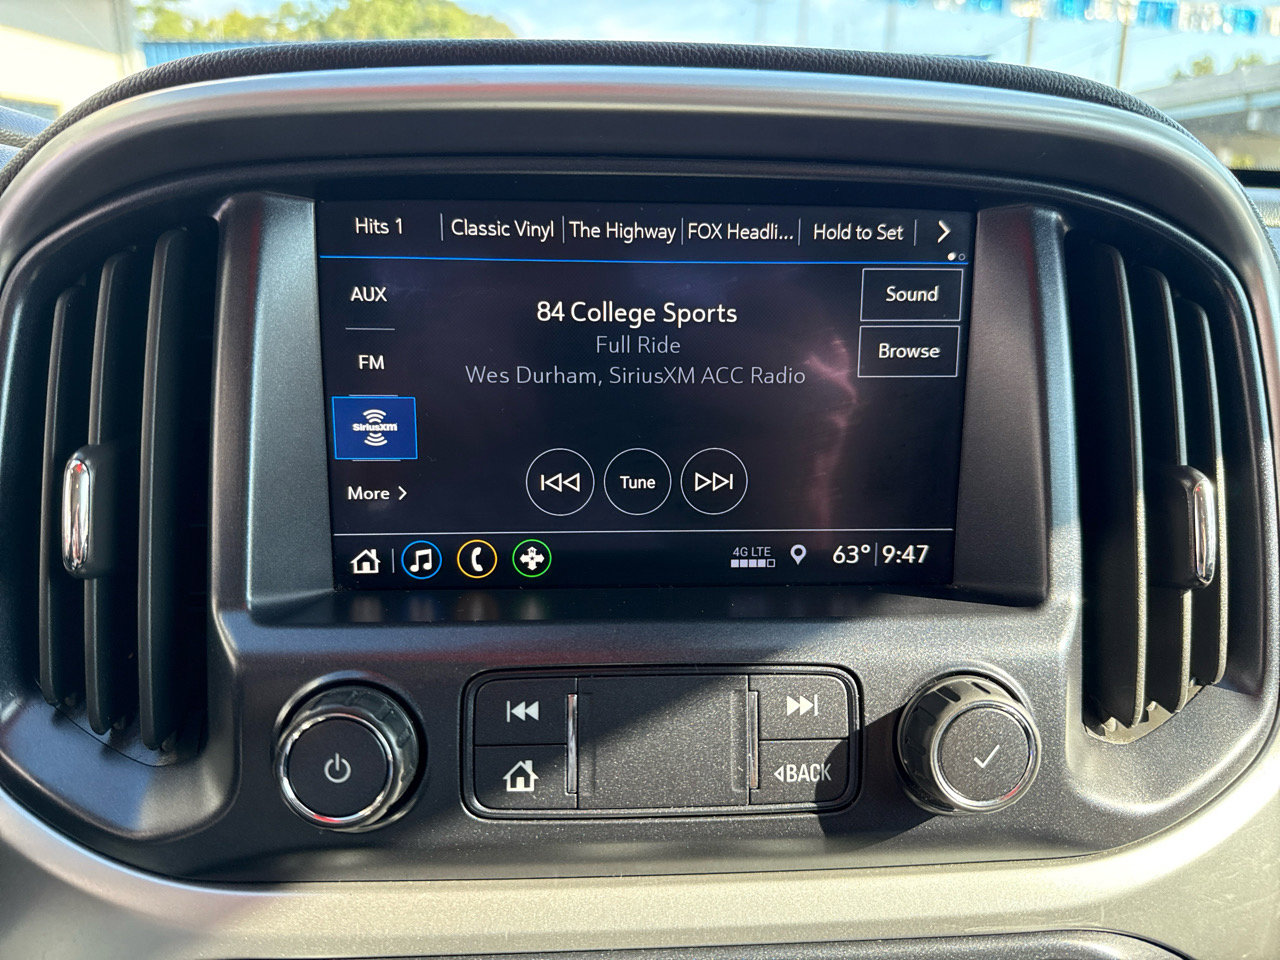 Hits 1
Classic Vinyl
The Highway
FOX Headli...
Hold to Set
AUX
FM
SiriusXM
More
84 College Sports
Full Ride
Wes Durham, SiriusXM ACC Radio
Sound
Browse
Tune
4G LTE
63° 9:47
BACK